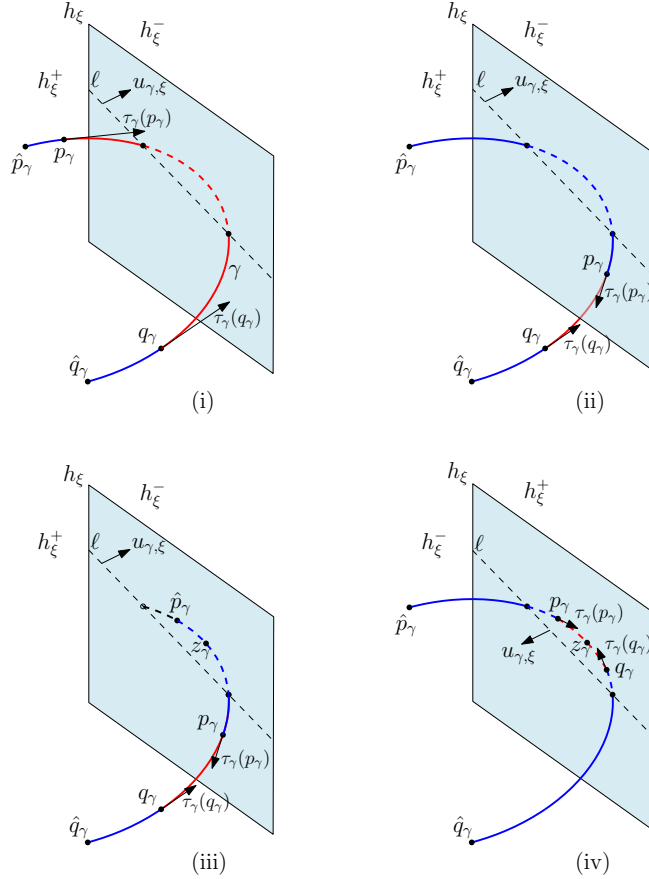 h_ξ h_ξ^-
h_ξ^+ ℓ u_{γ,ξ}
τ_γ(p_γ)
p̂_γ p_γ
γ
τ_γ(q_γ)
q_γ
q̂_γ
(i)
h_ξ h_ξ^-
h_ξ^+ ℓ u_{γ,ξ}
p̂_γ
p_γ
τ_γ(p_γ)
q_γ τ_γ(q_γ)
q̂_γ
(ii)
h_ξ h_ξ^-
h_ξ^+ ℓ u_{γ,ξ}
p̂_γ
z_γ
p_γ
τ_γ(p_γ)
q_γ τ_γ(q_γ)
q̂_γ
(iii)
h_ξ h_ξ^+
h_ξ^- ℓ
p̂_γ p_γ τ_γ(p_γ)
z_γ τ_γ(q_γ)
u_{γ,ξ} q_γ
q̂_γ
(iv)